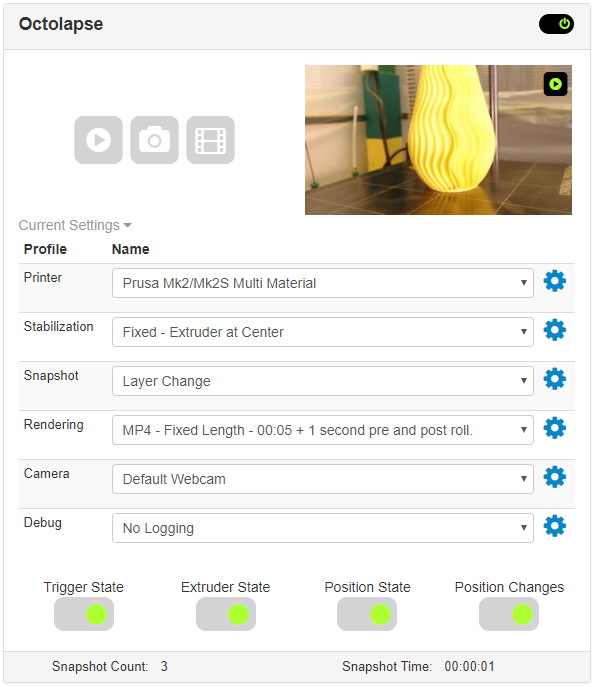 Octolapse
Current Settings
Profile Name
Printer Prusa Mk2/Mk2S Multi Material
Stabilization Fixed - Extruder at Center
Snapshot Layer Change
Rendering MP4 - Fixed Length - 00:05 + 1 second pre and post roll.
Camera Default Webcam
Debug No Logging
Trigger State Extruder State Position State Position Changes
Snapshot Count: 3 Snapshot Time: 00:00:01